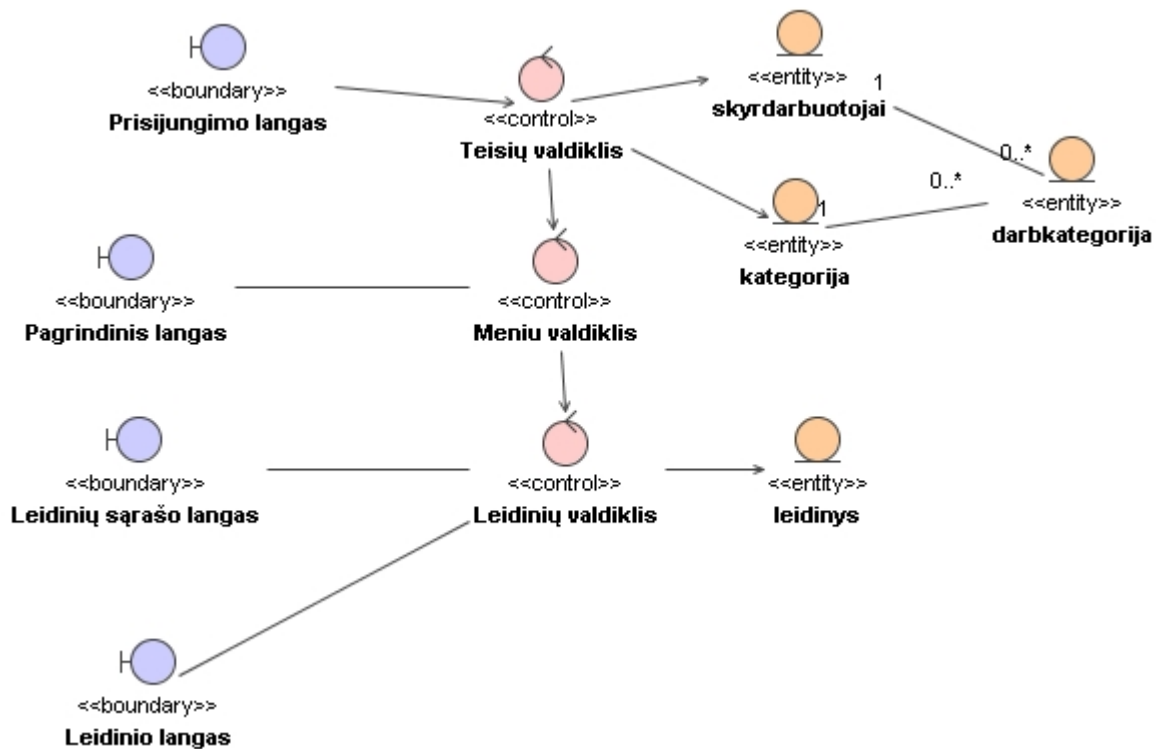 <<boundary>>
Prisijungimo langas
<<control>>
Teisių valdiklis
<<entity>>
skyrdarbuotojai
1
0..*
<<entity>>
darbkategorija
0..*
1
<<entity>>
kategorija
<<boundary>>
Pagrindinis langas
<<control>>
Meniu valdiklis
<<boundary>>
Leidinių sąrašo langas
<<control>>
Leidinių valdiklis
<<entity>>
leidinys
<<boundary>>
Leidinio langas